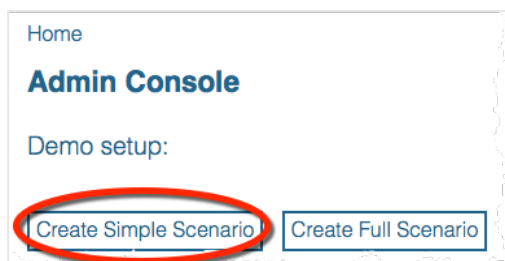 Home
Admin Console
Demo setup:
Create Simple Scenario Create Full Scenario